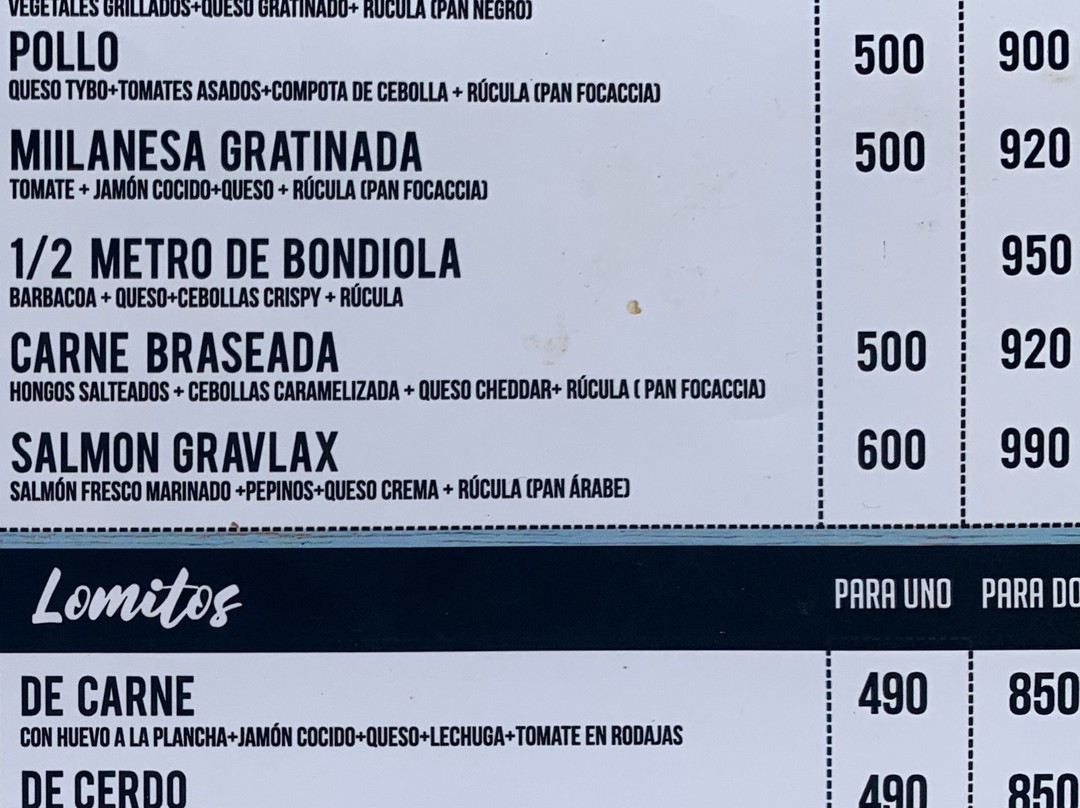 VEGETALES GRILLADOS+QUESO GRATINADO+ RÚCULA (PAN NEGRO)
POLLO 500 900
QUESO TYBO+TOMATES ASADOS+COMPOTA DE CEBOLLA + RÚCULA (PAN FOCACCIA)
MIILANESA GRATINADA 500 920
TOMATE + JAMÓN COCIDO+QUESO + RÚCULA (PAN FOCACCIA)
1/2 METRO DE BONDIOLA 950
BARBACOA + QUESO+CEBOLLAS CRISPY + RÚCULA
CARNE BRASEADA 500 920
HONGOS SALTEADOS + CEBOLLAS CARAMELIZADA + QUESO CHEDDAR+ RÚCULA ( PAN FOCACCIA)
SALMON GRAVLAX 600 990
SALMÓN FRESCO MARINADO +PEPINOS+QUESO CREMA + RÚCULA (PAN ÁRABE)
Lomitos PARA UNO PARA DO
DE CARNE 490 850
CON HUEVO A LA PLANCHA+JAMÓN COCIDO+QUESO+LECHUGA+TOMATE EN RODAJAS
DE CERDO 490 850